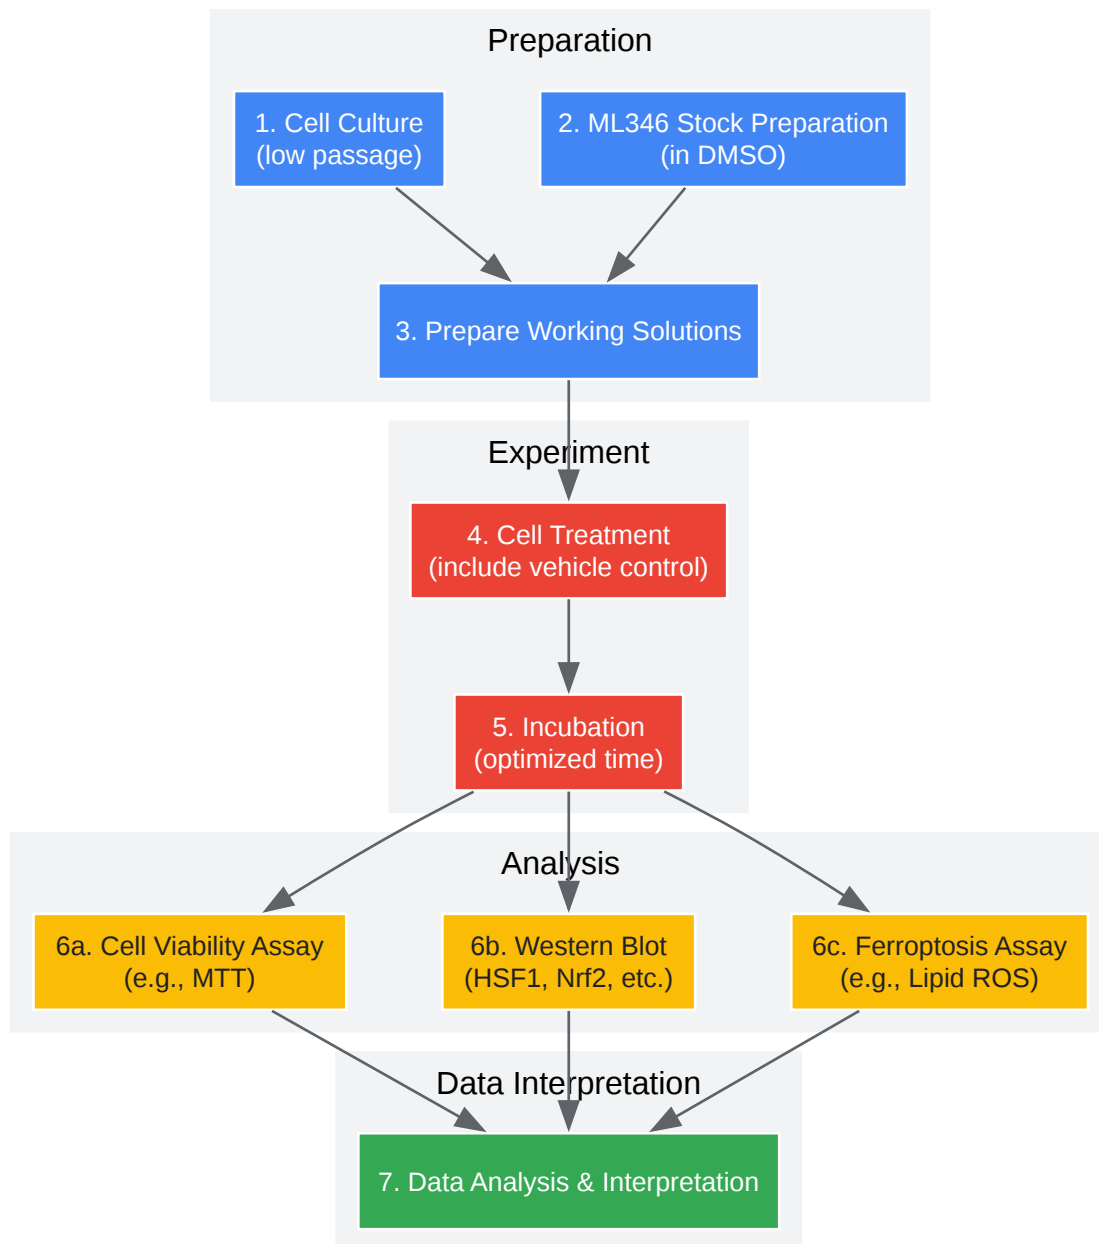 Preparation
1. Cell Culture
(low passage)
2. ML346 Stock Preparation
(in DMSO)
3. Prepare Working Solutions
Experiment
4. Cell Treatment
(include vehicle control)
5. Incubation
(optimized time)
Analysis
6a. Cell Viability Assay
(e.g., MTT)
6b. Western Blot
(HSF1, Nrf2, etc.)
6c. Ferroptosis Assay
(e.g., Lipid ROS)
Data Interpretation
7. Data Analysis & Interpretation